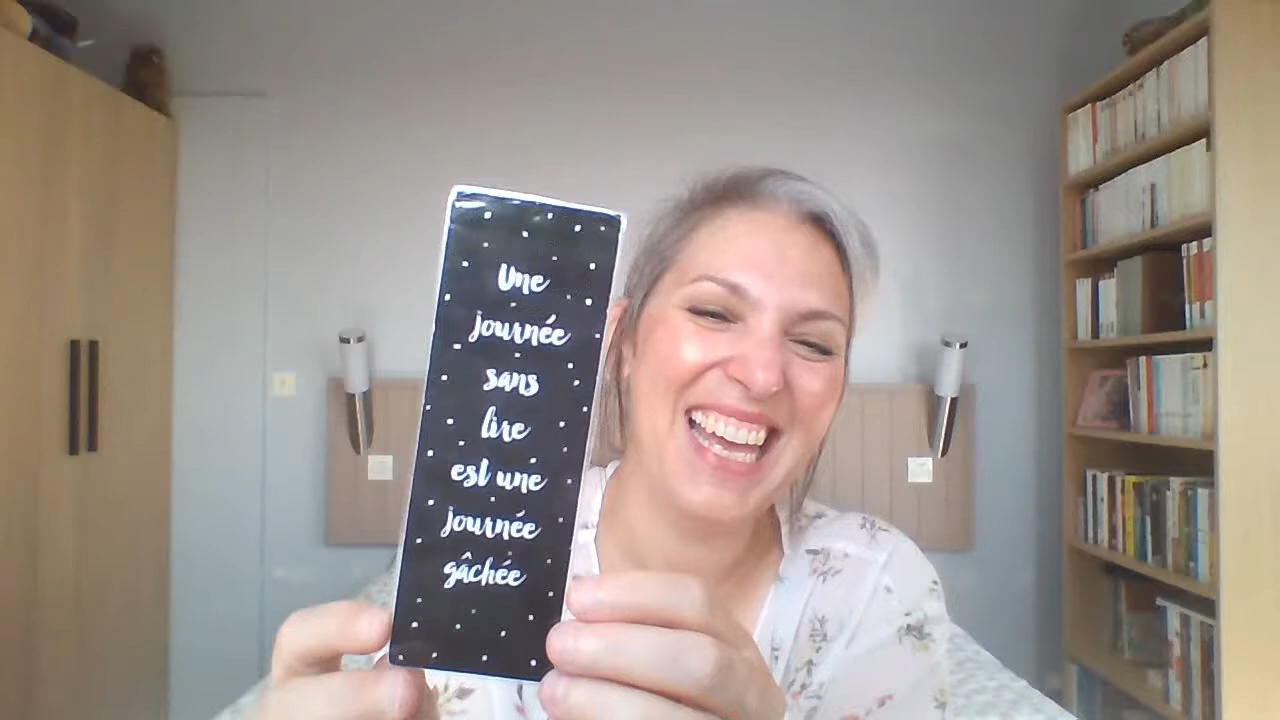 Une
journée
sans
lire
est une
journée
gâchée